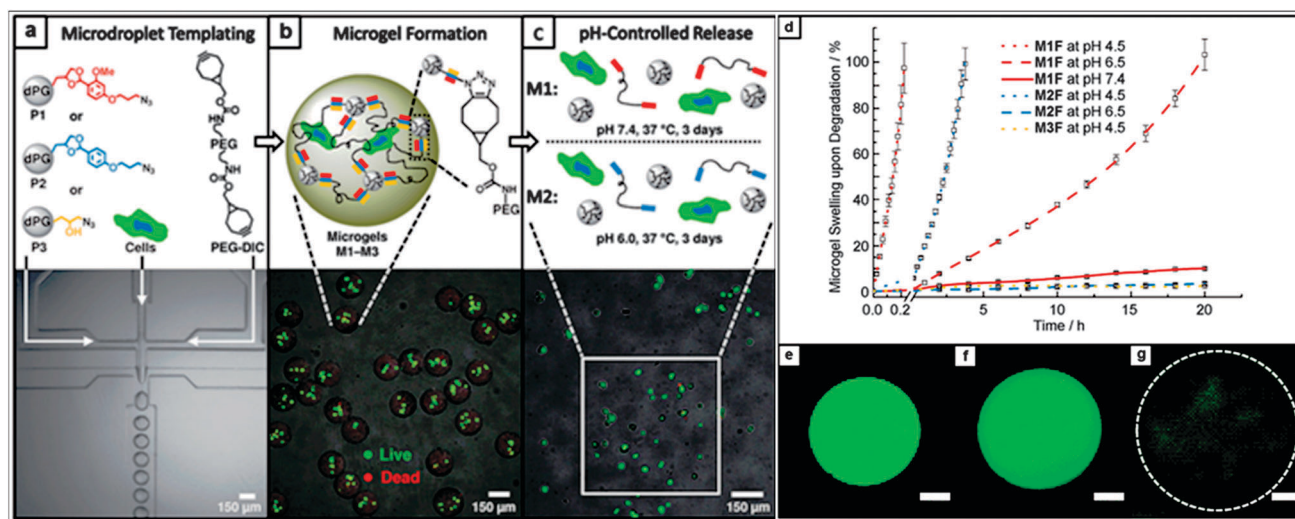 a Microdroplet Templating
OMe
N3
dPG
P1
or
dPG
N3
P2
or
dPG
N3
OH
P3
Cells
O
NH
PEG
NH
O
PEG-DIC
150 µm
b Microgel Formation
N=N
N
O
NH
PEG
Microgels
M1–M3
Live
Dead
150 µm
c pH-Controlled Release
M1:
pH 7.4, 37 °C, 3 days
M2:
pH 6.0, 37 °C, 3 days
150 µm
d
Microgel Swelling upon Degradation / %
100
80
60
40
20
0
M1F at pH 4.5
M1F at pH 6.5
M1F at pH 7.4
M2F at pH 4.5
M2F at pH 6.5
M3F at pH 4.5
0.0 0.2 5 10 15 20
Time / h
e
f
g